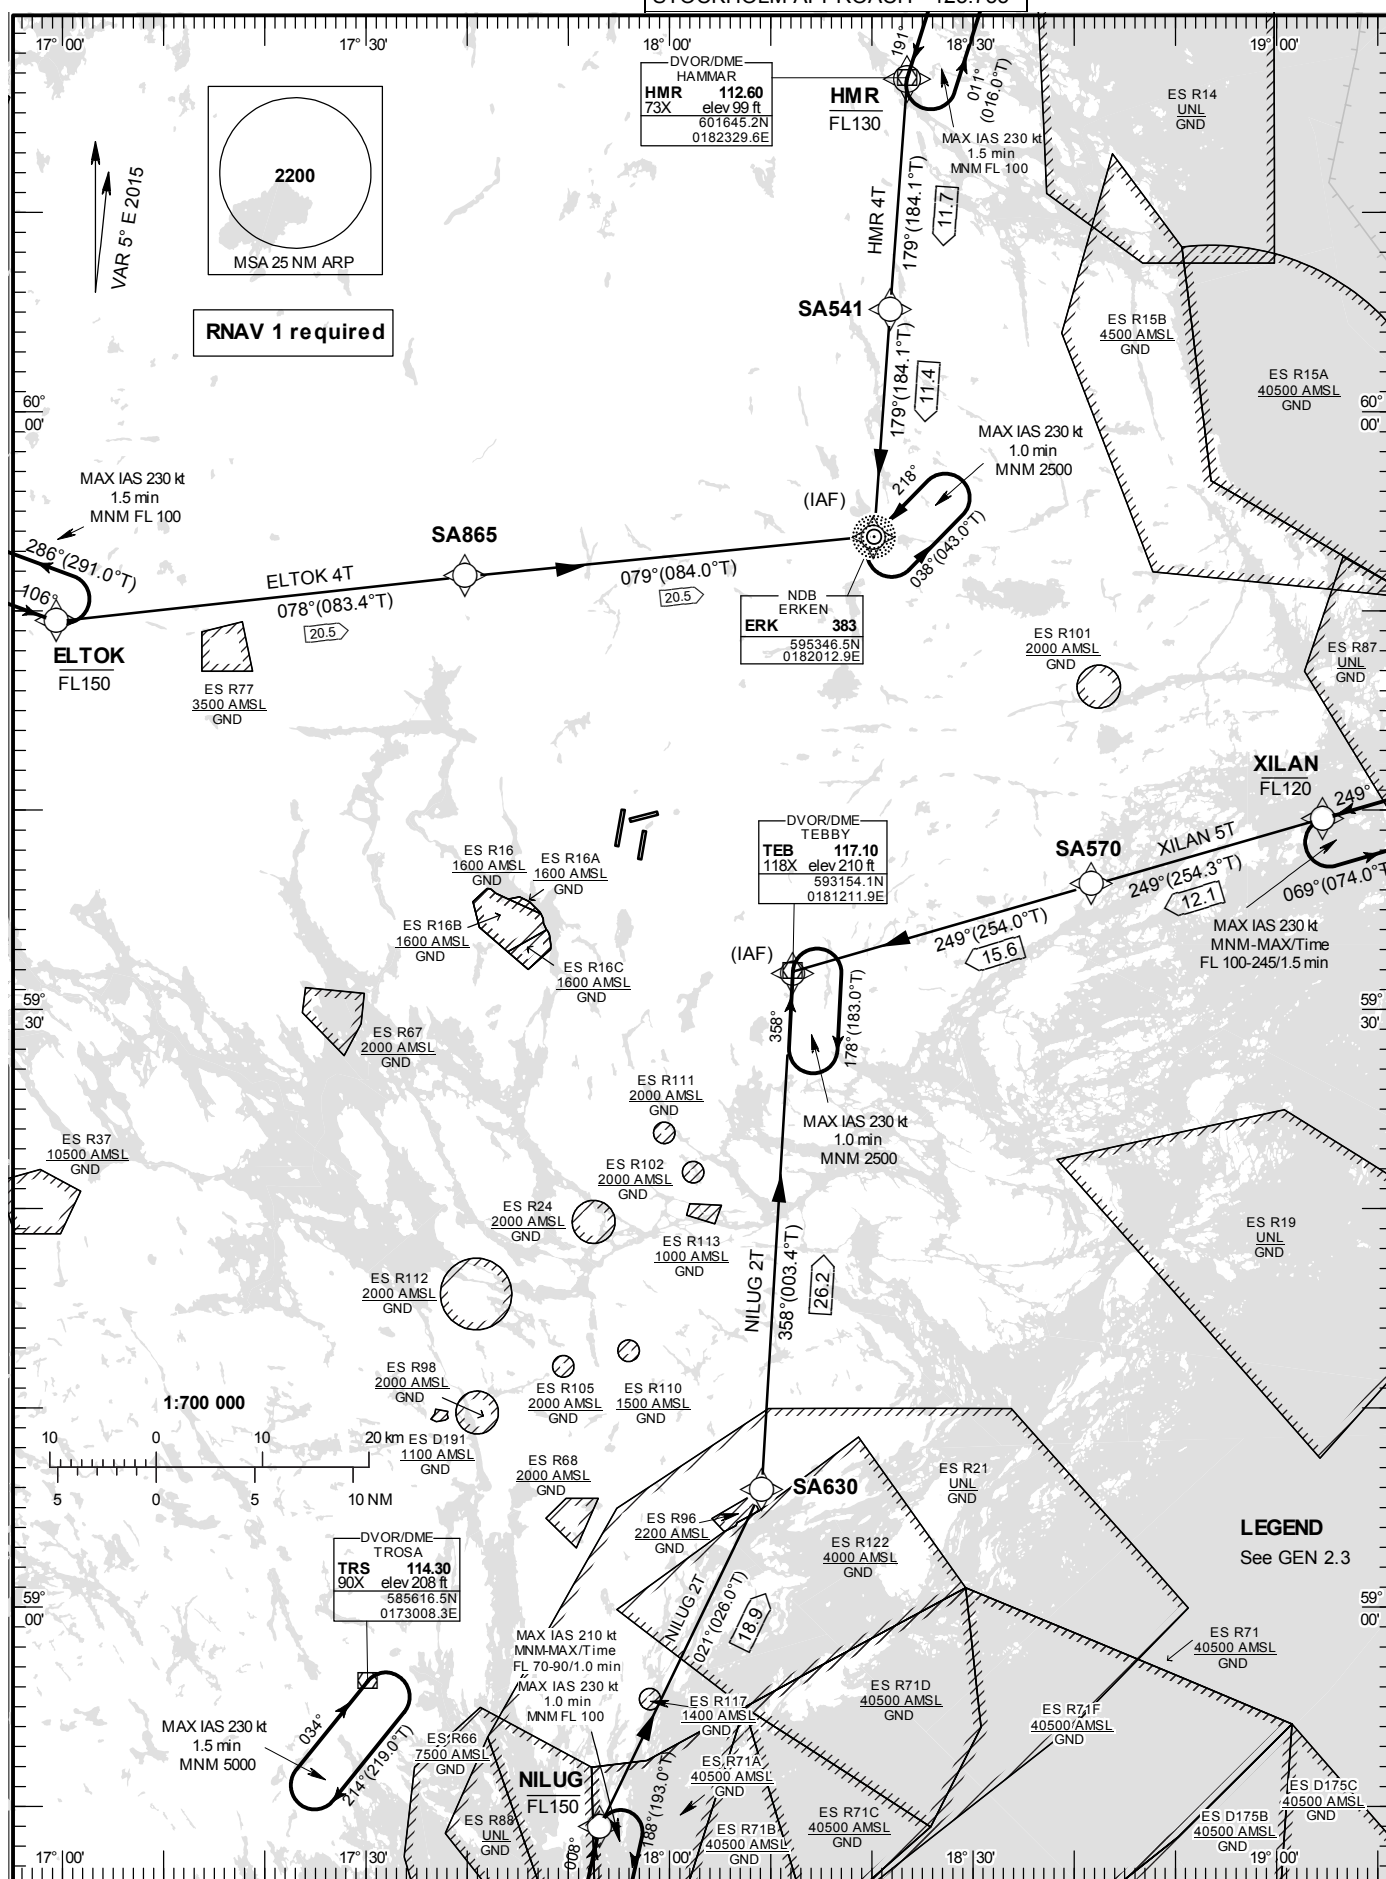 17° 00'
17° 30'
18° 00'
18° 30'
19° 00'
DVOR/DME
HAMMAR
HMR 112.60
73X elev 99 ft
601645.2N
0182329.6E
191°
HMR
FL130
011°
(016.0°T)
MAX IAS 230 kt
1.5 min
MNM FL 100
ES R14
UNL
GND
2200
MSA 25 NM ARP
VAR 5° E 2015
RNAV 1 required
HMR 4T
179°(184.1°T)
11.7
SA541
179°(184.1°T)
11.4
ES R15B
4500 AMSL
GND
ES R15A
40500 AMSL
GND
60°
00'
60°
00'
MAX IAS 230 kt
1.0 min
MNM 2500
218°
(IAF)
038°(043.0°T)
MAX IAS 230 kt
1.5 min
MNM FL 100
286°(291.0°T)
106°
ELTOK
FL150
ELTOK 4T
078°(083.4°T)
20.5
SA865
079°(084.0°T)
20.5
NDB
ERKEN
ERK 383
595346.5N
0182012.9E
ES R77
3500 AMSL
GND
ES R101
2000 AMSL
GND
ES R87
UNL
GND
XILAN
FL120
249°
XILAN 5T
249°(254.3°T)
12.1
069°(074.0°T
SA570
DVOR/DME
TEBBY
TEB 117.10
118X elev 210 ft
593154.1N
0181211.9E
249°(254.0°T)
15.6
MAX IAS 230 kt
MNM-MAX/Time
FL 100-245/1.5 min
ES R16
1600 AMSL
GND
ES R16A
1600 AMSL
GND
ES R16B
1600 AMSL
GND
ES R16C
1600 AMSL
GND
(IAF)
358°
178°(183.0°T)
MAX IAS 230 kt
1.0 min
MNM 2500
59°
30'
59°
30'
ES R67
2000 AMSL
GND
ES R111
2000 AMSL
GND
ES R37
10500 AMSL
GND
ES R102
2000 AMSL
GND
ES R24
2000 AMSL
GND
ES R113
1000 AMSL
GND
ES R19
UNL
GND
ES R112
2000 AMSL
GND
NILUG 2T
358°(003.4°T)
26.2
ES R98
2000 AMSL
GND
ES R105
2000 AMSL
GND
ES R110
1500 AMSL
GND
1:700 000
10 0 10 20 km
5 0 5 10 NM
ES D191
1100 AMSL
GND
ES R68
2000 AMSL
GND
SA630
ES R21
UNL
GND
ES R96
2200 AMSL
GND
ES R122
4000 AMSL
GND
LEGEND
See GEN 2.3
DVOR/DME
TROSA
TRS 114.30
90X elev 208 ft
585616.5N
0173008.3E
59°
00'
59°
00'
NILUG 2T
021°(026.0°T)
18.9
MAX IAS 210 kt
MNM-MAX/Time
FL 70-90/1.0 min
MAX IAS 230 kt
1.0 min
MNM FL 100
ES R71
40500 AMSL
GND
ES R71D
40500 AMSL
GND
ES R71F
40500 AMSL
GND
ES R117
1400 AMSL
GND
034°
214°(219.0°T)
MAX IAS 230 kt
1.5 min
MNM 5000
ES R66
7500 AMSL
GND
NILUG
FL150
ES R71A
40500 AMSL
GND
ES R88
UNL
GND
008°
188°(193.0°T)
ES R71B
40500 AMSL
GND
ES R71C
40500 AMSL
GND
ES D175C
40500 AMSL
GND
ES D175B
40500 AMSL
GND
17° 00'
17° 30'
18° 00'
18° 30'
19° 00'